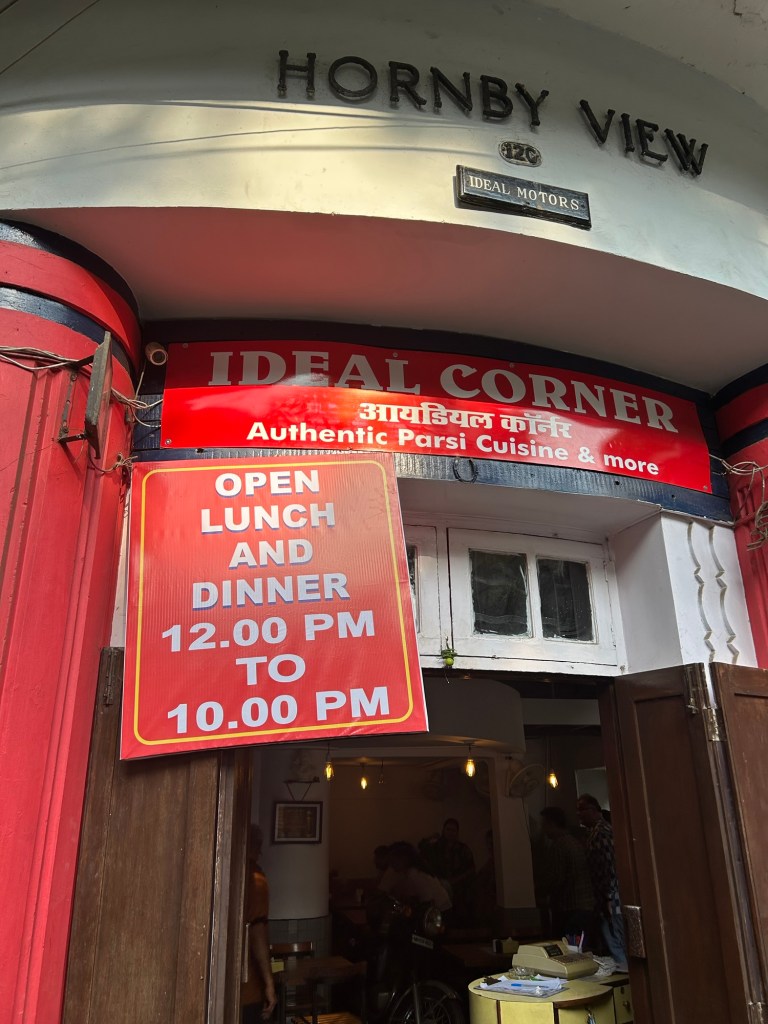 HORNBY VIEW
12C
IDEAL MOTORS
IDEAL CORNER
आयडियल कॉर्नर
Authentic Parsi Cuisine & more
OPEN
LUNCH
AND
DINNER
12.00 PM
TO
10.00 PM